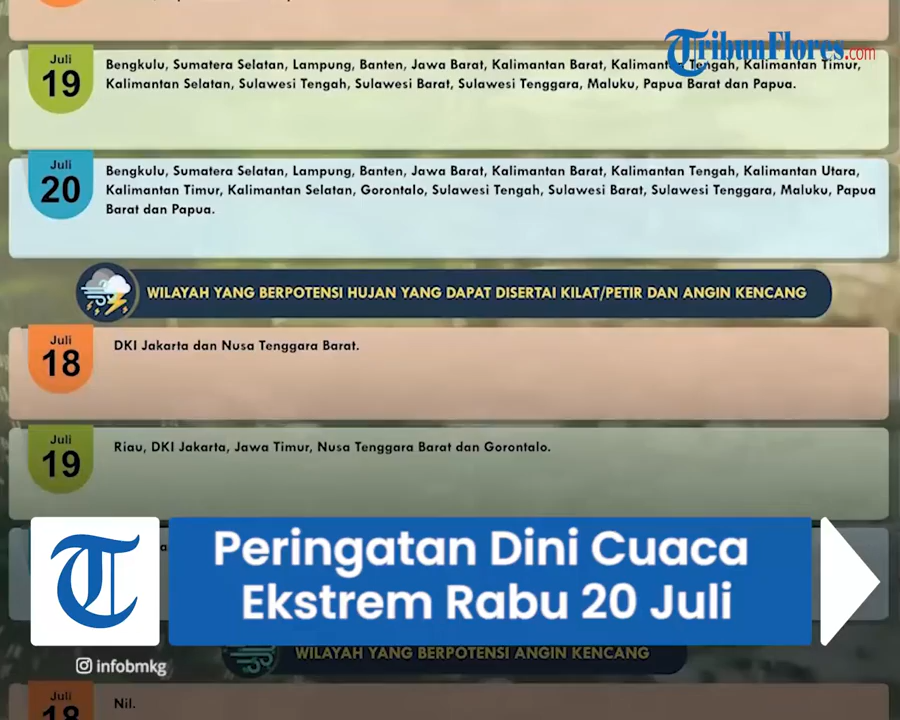 TribunFlores.com
Juli
19
Bengkulu, Sumatera Selatan, Lampung, Banten, Jawa Barat, Kalimantan Barat, Kalimantan Tengah, Kalimantan Timur,
Kalimantan Selatan, Sulawesi Tengah, Sulawesi Barat, Sulawesi Tenggara, Maluku, Papua Barat dan Papua.
Juli
20
Bengkulu, Sumatera Selatan, Lampung, Banten, Jawa Barat, Kalimantan Barat, Kalimantan Tengah, Kalimantan Utara,
Kalimantan Timur, Kalimantan Selatan, Gorontalo, Sulawesi Tengah, Sulawesi Barat, Sulawesi Tenggara, Maluku, Papua
Barat dan Papua.
WILAYAH YANG BERPOTENSI HUJAN YANG DAPAT DISERTAI KILAT/PETIR DAN ANGIN KENCANG
Juli
18
DKI Jakarta dan Nusa Tenggara Barat.
Juli
19
Riau, DKI Jakarta, Jawa Timur, Nusa Tenggara Barat dan Gorontalo.
T
Peringatan Dini Cuaca
Ekstrem Rabu 20 Juli
infobmkg
WILAYAH YANG BERPOTENSI ANGIN KENCANG
Juli
18
Nil.